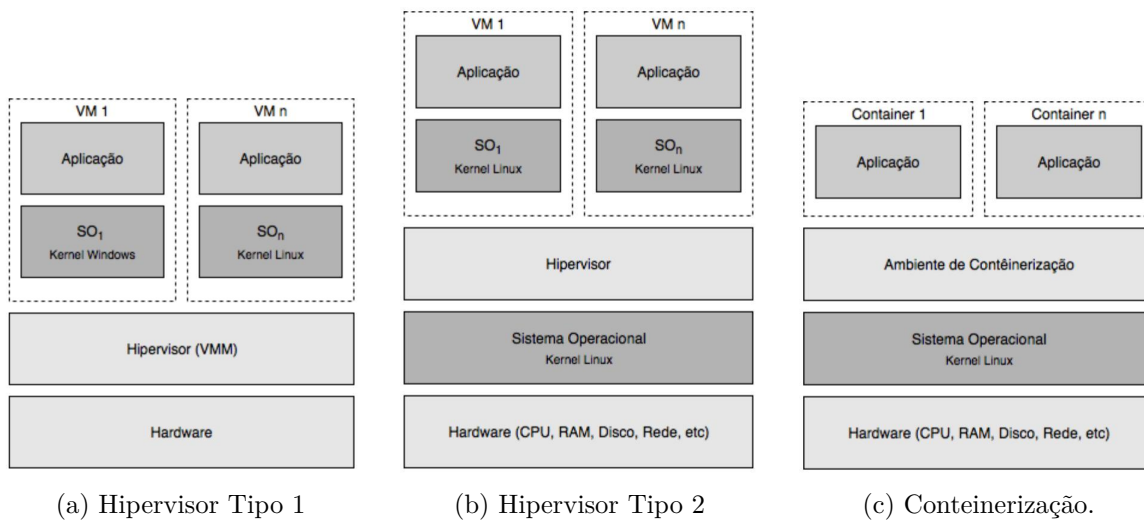 VM 1
VM n
Aplicação
Aplicação
SO1
Kernel Windows
SOn
Kernel Linux
Hipervisor (VMM)
Hardware
(a) Hipervisor Tipo 1
VM 1
VM n
Aplicação
Aplicação
SO1
Kernel Linux
SOn
Kernel Linux
Hipervisor
Sistema Operacional
Kernel Linux
Hardware (CPU, RAM, Disco, Rede, etc)
(b) Hipervisor Tipo 2
Container 1
Container n
Aplicação
Aplicação
Ambiente de Contêinerização
Sistema Operacional
Kernel Linux
Hardware (CPU, RAM, Disco, Rede, etc)
(c) Conteinerização.